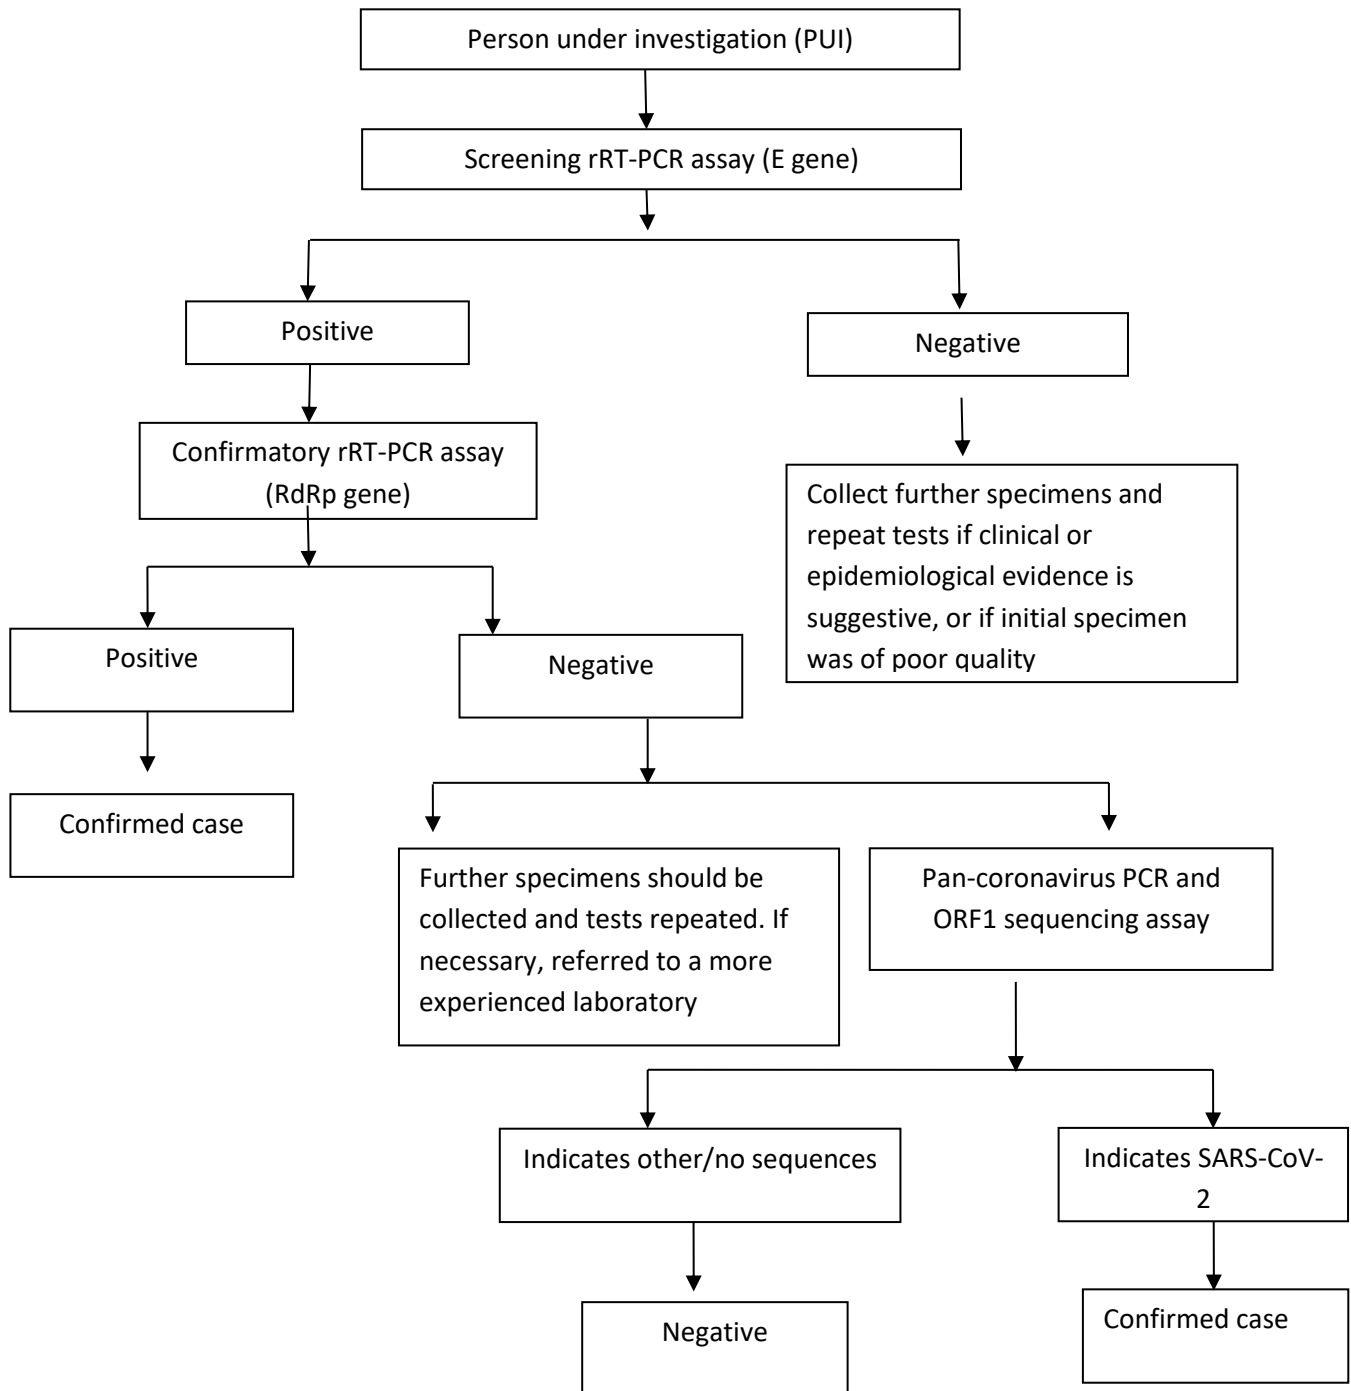 Person under investigation (PUI)
Screening rRT-PCR assay (E gene)
Positive
Negative
Confirmatory rRT-PCR assay
(RdRp gene)
Collect further specimens and
repeat tests if clinical or
epidemiological evidence is
suggestive, or if initial specimen
was of poor quality
Positive
Negative
Confirmed case
Further specimens should be
collected and tests repeated. If
necessary, referred to a more
experienced laboratory
Pan-coronavirus PCR and
ORF1 sequencing assay
Indicates other/no sequences
Indicates SARS-CoV-
2
Negative
Confirmed case